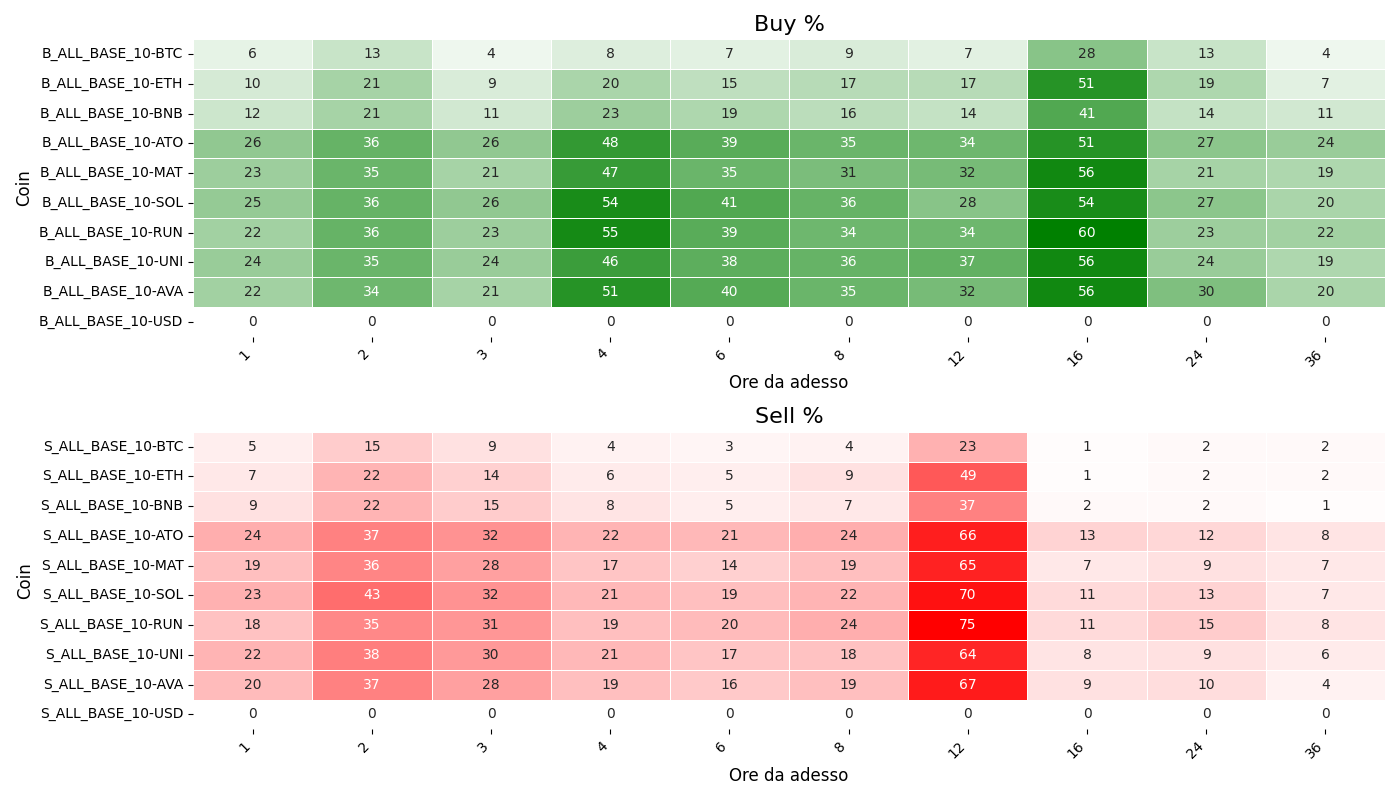 Buy %
Coin
B_ALL_BASE_10-BTC 6 13 4 8 7 9 7 28 13 4
B_ALL_BASE_10-ETH 10 21 9 20 15 17 17 51 19 7
B_ALL_BASE_10-BNB 12 21 11 23 19 16 14 41 14 11
B_ALL_BASE_10-ATO 26 36 26 48 39 35 34 51 27 24
B_ALL_BASE_10-MAT 23 35 21 47 35 31 32 56 21 19
B_ALL_BASE_10-SOL 25 36 26 54 41 36 28 54 27 20
B_ALL_BASE_10-RUN 22 36 23 55 39 34 34 60 23 22
B_ALL_BASE_10-UNI 24 35 24 46 38 36 37 56 24 19
B_ALL_BASE_10-AVA 22 34 21 51 40 35 32 56 30 20
B_ALL_BASE_10-USD 0 0 0 0 0 0 0 0 0 0
1 2 3 4 6 8 12 16 24 36
Ore da adesso
Sell %
Coin
S_ALL_BASE_10-BTC 5 15 9 4 3 4 23 1 2 2
S_ALL_BASE_10-ETH 7 22 14 6 5 9 49 1 2 2
S_ALL_BASE_10-BNB 9 22 15 8 5 7 37 2 2 1
S_ALL_BASE_10-ATO 24 37 32 22 21 24 66 13 12 8
S_ALL_BASE_10-MAT 19 36 28 17 14 19 65 7 9 7
S_ALL_BASE_10-SOL 23 43 32 21 19 22 70 11 13 7
S_ALL_BASE_10-RUN 18 35 31 19 20 24 75 11 15 8
S_ALL_BASE_10-UNI 22 38 30 21 17 18 64 8 9 6
S_ALL_BASE_10-AVA 20 37 28 19 16 19 67 9 10 4
S_ALL_BASE_10-USD 0 0 0 0 0 0 0 0 0 0
1 2 3 4 6 8 12 16 24 36
Ore da adesso